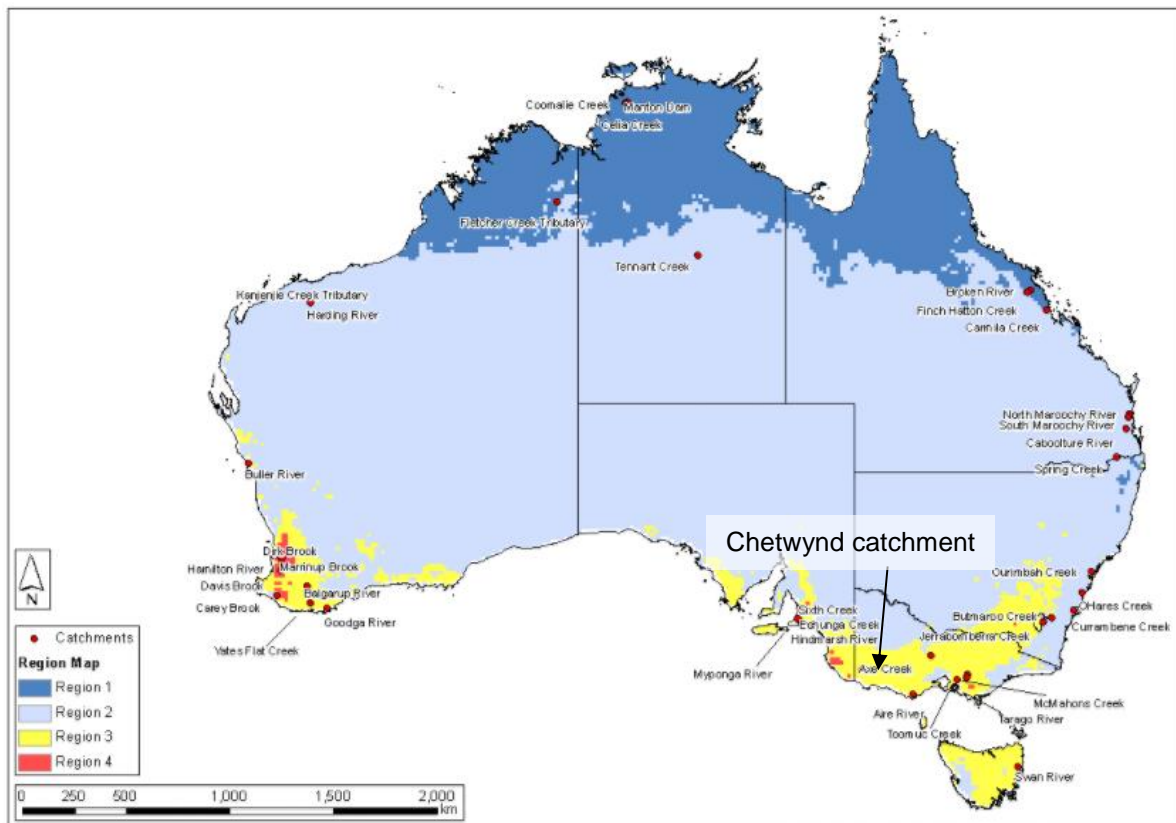 Coomalie Creek
Manton Dam
Celia Creek
Fletcher Creek Tributary
Tennant Creek
Kanjenjie Creek Tributary
Harding River
Broken River
Finch Hatton Creek
Carmila Creek
North Maroochy River
South Maroochy River
Caboolture River
Spring Creek
Buller River
Chetwynd catchment
Dirk Brook
Hamilton River
Marrinup Brook
Davis Brook
Balgarup River
Carey Brook
Goodga River
Yates Flat Creek
Ourimbah Creek
Sixth Creek
Echunga Creek
Hindmarsh River
Myponga River
Butmaroo Creek
OHares Creek
Currambene Creek
Jerrabomberra Creek
Axe Creek
McMahons Creek
Aire River
Tarago River
Toomuc Creek
Swan River
N
Catchments
Region Map
Region 1
Region 2
Region 3
Region 4
0 250 500 1,000 1,500 2,000
km